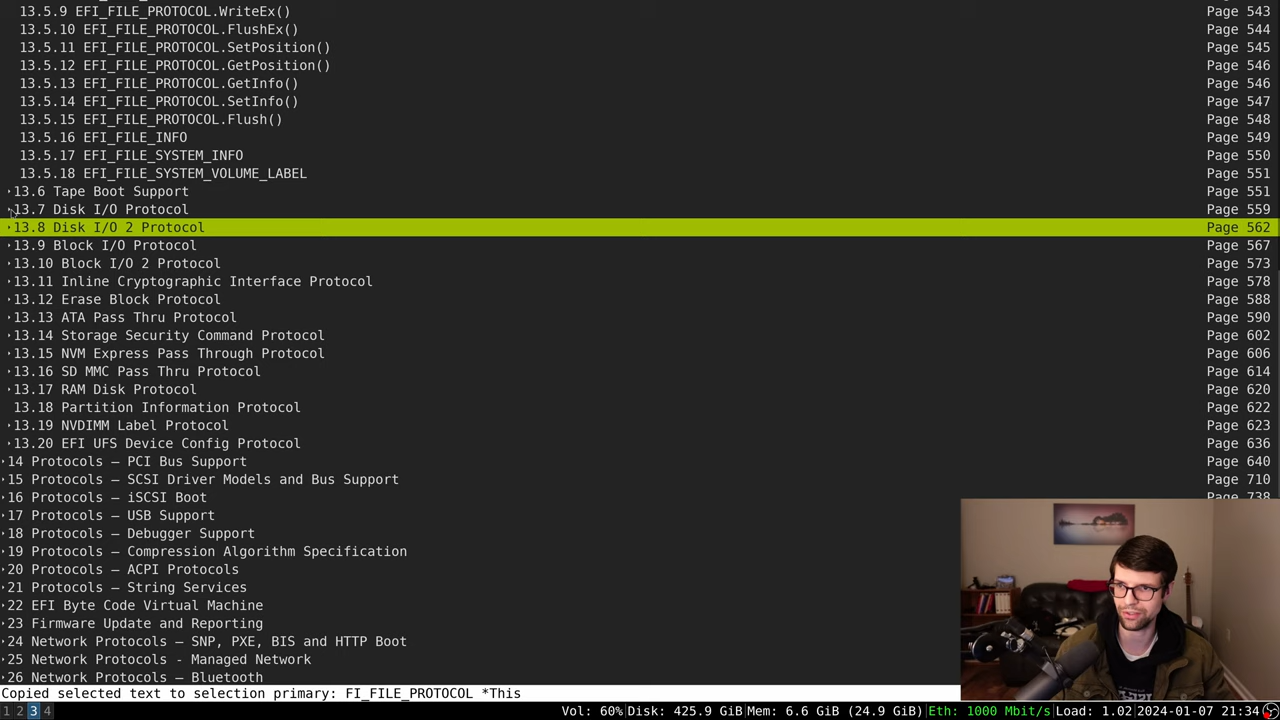 13.5.9 EFI_FILE_PROTOCOL.WriteEx() Page 543
13.5.10 EFI_FILE_PROTOCOL.FlushEx() Page 544
13.5.11 EFI_FILE_PROTOCOL.SetPosition() Page 545
13.5.12 EFI_FILE_PROTOCOL.GetPosition() Page 546
13.5.13 EFI_FILE_PROTOCOL.GetInfo() Page 546
13.5.14 EFI_FILE_PROTOCOL.SetInfo() Page 547
13.5.15 EFI_FILE_PROTOCOL.Flush() Page 548
13.5.16 EFI_FILE_INFO Page 549
13.5.17 EFI_FILE_SYSTEM_INFO Page 550
13.5.18 EFI_FILE_SYSTEM_VOLUME_LABEL Page 551
13.6 Tape Boot Support Page 551
13.7 Disk I/O Protocol Page 559
13.8 Disk I/O 2 Protocol Page 562
13.9 Block I/O Protocol Page 567
13.10 Block I/O 2 Protocol Page 573
13.11 Inline Cryptographic Interface Protocol Page 578
13.12 Erase Block Protocol Page 588
13.13 ATA Pass Thru Protocol Page 590
13.14 Storage Security Command Protocol Page 602
13.15 NVM Express Pass Through Protocol Page 606
13.16 SD MMC Pass Thru Protocol Page 614
13.17 RAM Disk Protocol Page 620
13.18 Partition Information Protocol Page 622
13.19 NVDIMM Label Protocol Page 623
13.20 EFI UFS Device Config Protocol Page 636
14 Protocols — PCI Bus Support Page 640
15 Protocols — SCSI Driver Models and Bus Support Page 710
16 Protocols — iSCSI Boot Page 738
17 Protocols — USB Support
18 Protocols — Debugger Support
19 Protocols — Compression Algorithm Specification
20 Protocols — ACPI Protocols
21 Protocols — String Services
22 EFI Byte Code Virtual Machine
23 Firmware Update and Reporting
24 Network Protocols — SNP, PXE, BIS and HTTP Boot
25 Network Protocols - Managed Network
26 Network Protocols — Bluetooth
Copied selected text to selection primary: FI_FILE_PROTOCOL *This
1 2 3 4 Vol: 60% Disk: 425.9 GiB Mem: 6.6 GiB (24.9 GiB) Eth: 1000 Mbit/s Load: 1.02 2024-01-07 21:34